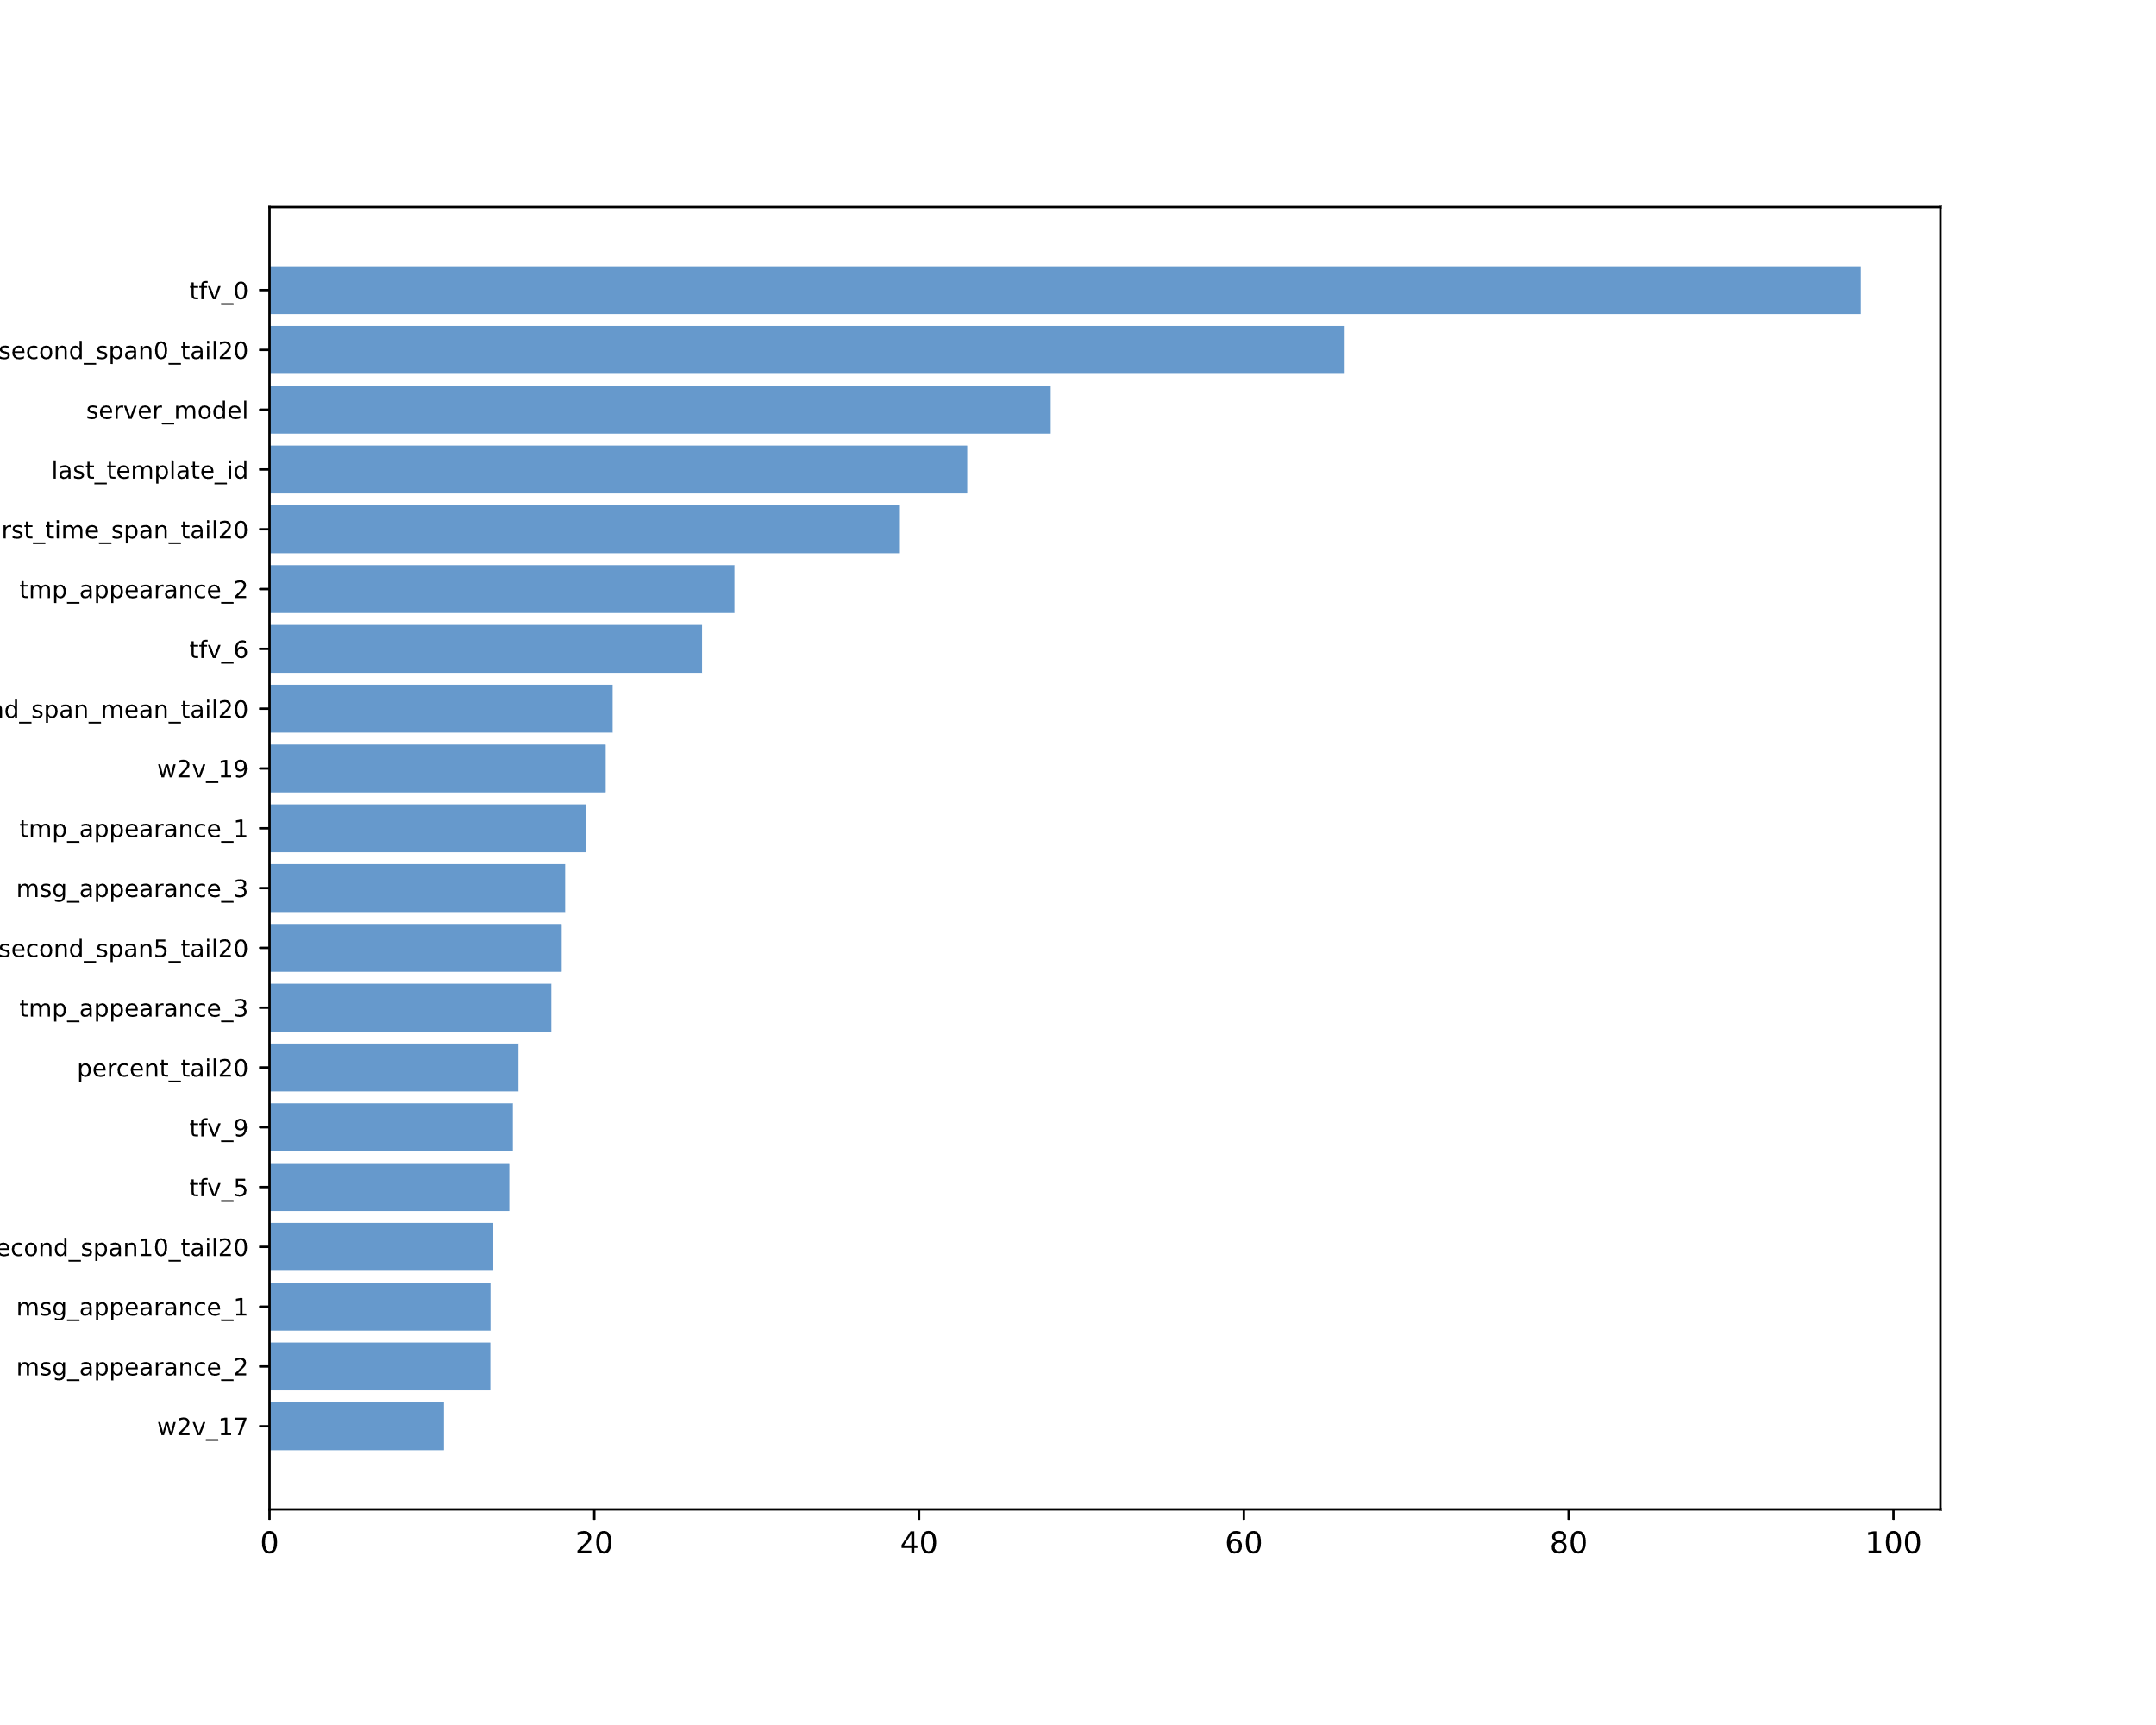 tfv_0
second_span0_tail20
server_model
last_template_id
rst_time_span_tail20
tmp_appearance_2
tfv_6
nd_span_mean_tail20
w2v_19
tmp_appearance_1
msg_appearance_3
second_span5_tail20
tmp_appearance_3
percent_tail20
tfv_9
tfv_5
econd_span10_tail20
msg_appearance_1
msg_appearance_2
w2v_17
0 20 40 60 80 100